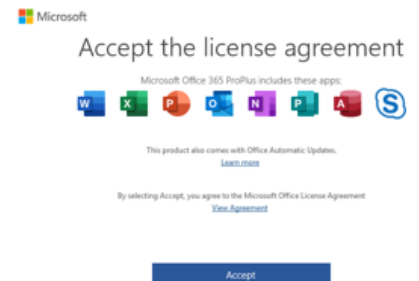 Microsoft
Accept the license agreement
Microsoft Office 365 ProPlus includes these apps:
W X P O N P A S
This product also comes with Office Automatic Updates.
Learn more
By selecting Accept, you agree to the Microsoft Office License Agreement
View Agreement
Accept